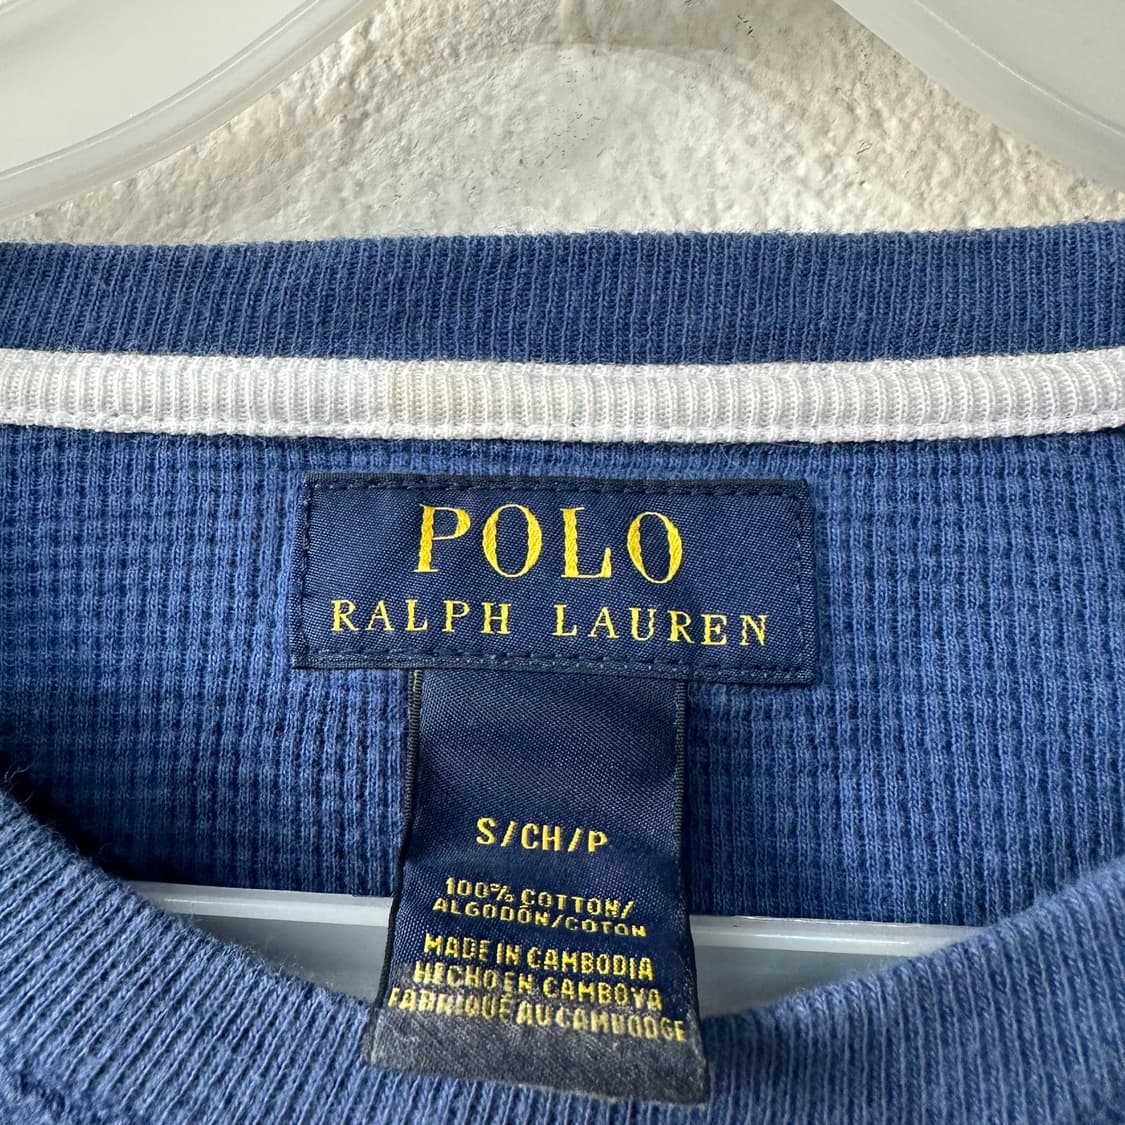 POLO
RALPH LAUREN
S/CH/P
100% COTTON/
ALGODÓN/COTON
MADE IN CAMBODIA
HECHO EN CAMBOYA
FABRIQUÉ AU CAMBODGE